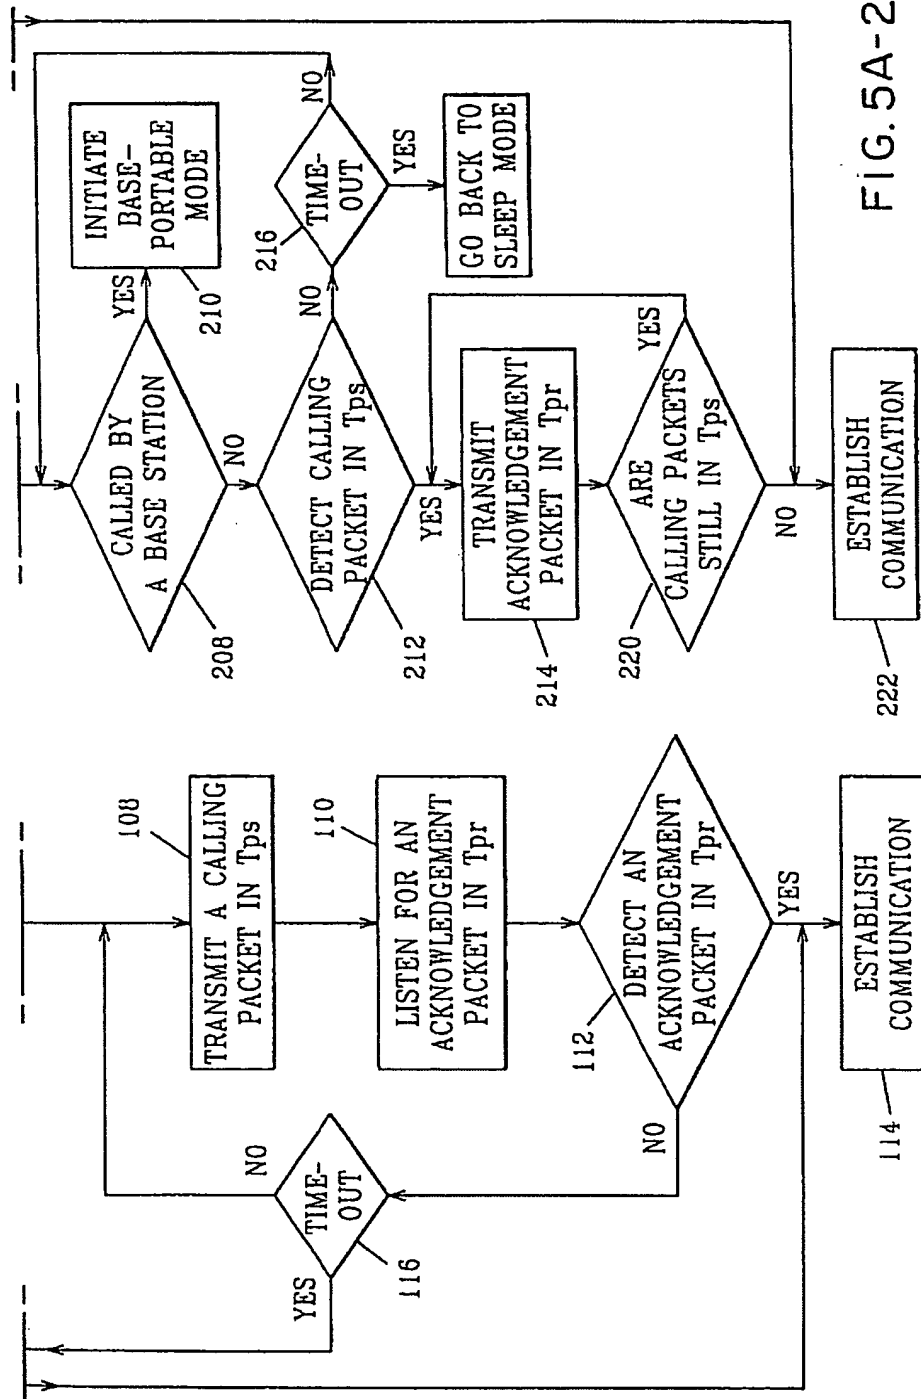 108
TRANSMIT A CALLING
PACKET IN Tps
110
LISTEN FOR AN
ACKNOWLEDGEMENT
PACKET IN Tpr
112
DETECT AN
ACKNOWLEDGEMENT
PACKET IN Tpr
NO
YES
TIME-
OUT
116
NO
YES
ESTABLISH
COMMUNICATION
114
CALLED BY
A BASE STATION
208
YES
NO
INITIATE
BASE-
PORTABLE
MODE
210
DETECT CALLING
PACKET IN Tps
212
NO
YES
TIME-
OUT
216
NO
YES
GO BACK TO
SLEEP MODE
TRANSMIT
ACKNOWLEDGEMENT
PACKET IN Tpr
214
ARE
CALLING PACKETS
STILL IN Tps
220
YES
NO
ESTABLISH
COMMUNICATION
222
FIG. 5A-2